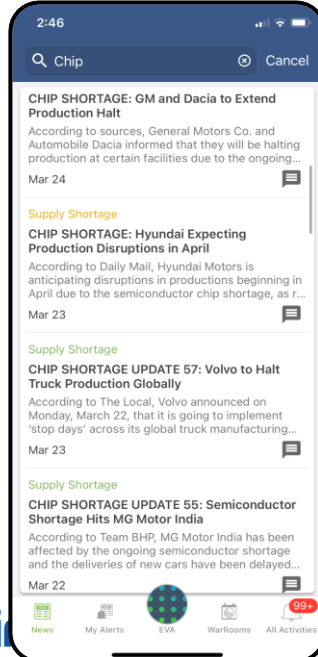 2:46
Chip
Cancel
CHIP SHORTAGE: GM and Dacia to Extend
Production Halt
According to sources, General Motors Co. and
Automobile Dacia informed that they will be halting
production at certain facilities due to the ongoing...
Mar 24
Supply Shortage
CHIP SHORTAGE: Hyundai Expecting
Production Disruptions in April
According to Daily Mail, Hyundai Motors is
anticipating disruptions in productions beginning in
April due to the semiconductor chip shortage, as r...
Mar 23
Supply Shortage
CHIP SHORTAGE UPDATE 57: Volvo to Halt
Truck Production Globally
According to The Local, Volvo announced on
Monday, March 22, that it is going to implement
'stop days' across its global truck manufacturing...
Mar 23
Supply Shortage
CHIP SHORTAGE UPDATE 55: Semiconductor
Shortage Hits MG Motor India
According to Team BHP, MG Motor India has been
affected by the ongoing semiconductor shortage
and the deliveries of new cars have been delayed...
Mar 22
99+
News
My Alerts
EVA
WarRooms
All Activities